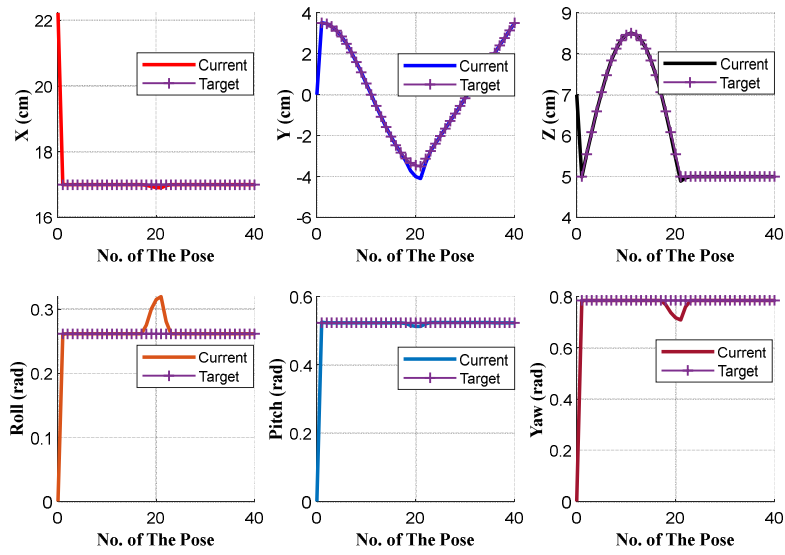 22
20
18
16
X (cm)
Current
Target
0
20
40
No. of The Pose
4
2
0
-2
-4
-6
Y (cm)
Current
Target
0
20
40
No. of The Pose
9
8
7
6
5
4
Z (cm)
Current
Target
0
20
40
No. of The Pose
0.3
0.2
0.1
0
Roll (rad)
Current
Target
0
20
40
No. of The Pose
0.6
0.4
0.2
0
Pitch (rad)
Current
Target
0
20
40
No. of The Pose
0.8
0.6
0.4
0.2
0
Yaw (rad)
Current
Target
0
20
40
No. of The Pose